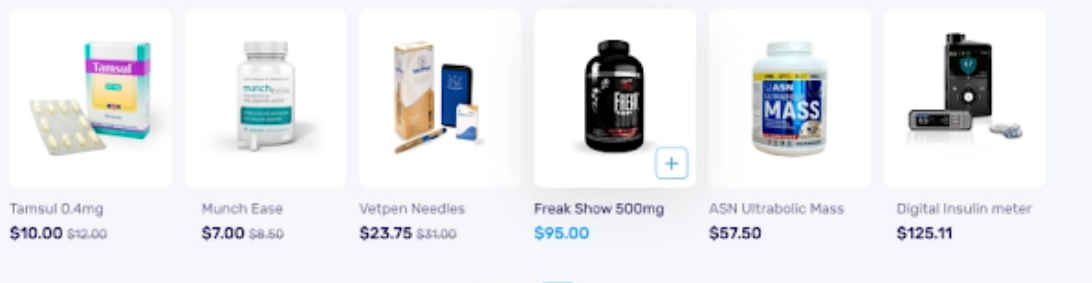 Tamsul
munch
FREAK
ASN
MASS
Tamsul 0.4mg
$10.00 $12.00
Munch Ease
$7.00 $8.50
Vetpen Needles
$23.75 $31.00
Freak Show 500mg
$95.00
ASN Ultrabolic Mass
$57.50
Digital Insulin meter
$125.11